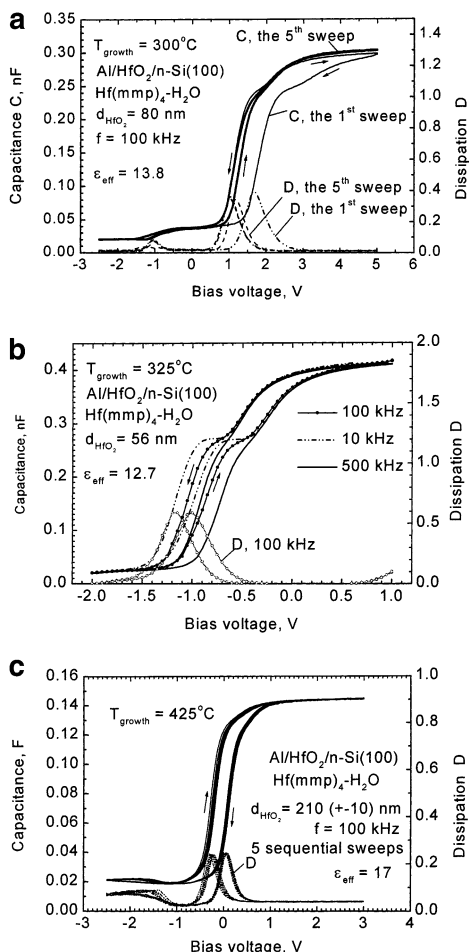 a
0.35
0.30
0.25
0.20
0.15
0.10
0.05
0.00
Capacitance C, nF
T_growth = 300°C
Al/HfO₂/n-Si(100)
Hf(mmp)₄-H₂O
d_HfO₂ = 80 nm
f = 100 kHz
ε_eff = 13.8
C, the 5ᵗʰ sweep
C, the 1ˢᵗ sweep
D, the 5ᵗʰ sweep
D, the 1ˢᵗ sweep
1.4
1.2
1.0
0.8
0.6
0.4
0.2
0.0
Dissipation D
-3 -2 -1 0 1 2 3 4 5 6
Bias voltage, V
b
0.4
0.3
0.2
0.1
0.0
Capacitance, nF
T_growth = 325°C
Al/HfO₂/n-Si(100)
Hf(mmp)₄-H₂O
d_HfO₂ = 56 nm
ε_eff = 12.7
100 kHz
10 kHz
500 kHz
D, 100 kHz
2.0
1.5
1.2
1.0
0.5
0.0
Dissipation D
-2.0 -1.5 -1.0 -0.5 0.0 0.5 1.0
Bias voltage, V
c
0.16
0.14
0.12
0.10
0.08
0.06
0.04
0.02
0.00
Capacitance, F
T_growth = 425°C
Al/HfO₂/n-Si(100)
Hf(mmp)₄-H₂O
d_HfO₂ = 210 (+-10) nm
f = 100 kHz
5 sequential sweeps
ε_eff = 17
D
1.0
0.8
0.6
0.4
0.2
0.0
Dissipation D
-3 -2 -1 0 1 2 3 4
Bias voltage, V